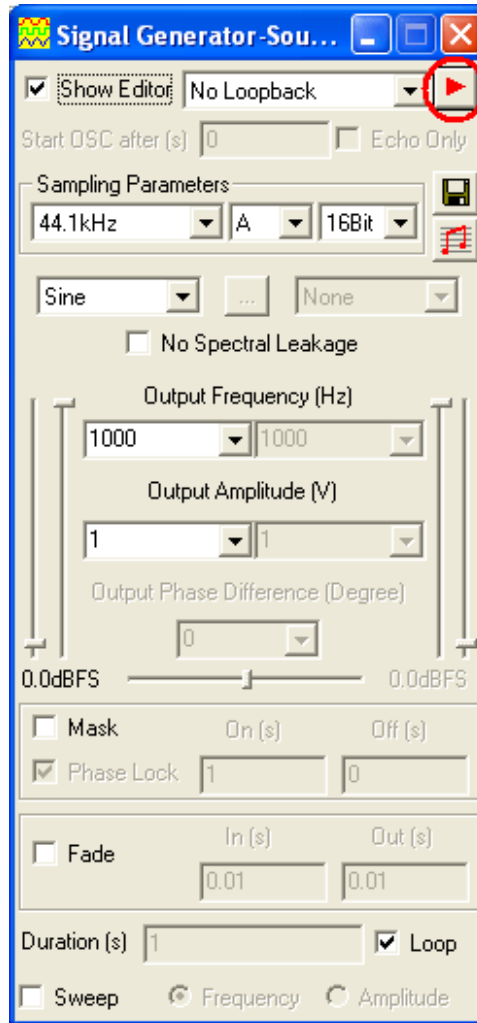 Signal Generator-Sou...
Show Editor No Loopback
Start OSC after (s) 0 Echo Only
Sampling Parameters
44.1kHz A 16Bit
Sine ... None
No Spectral Leakage
Output Frequency (Hz)
1000 1000
Output Amplitude (V)
1 1
Output Phase Difference (Degree)
0
0.0dBFS 0.0dBFS
Mask On (s) Off (s)
Phase Lock 1 0
In (s) Out (s)
Fade
0.01 0.01
Duration (s) 1 Loop
Sweep Frequency Amplitude